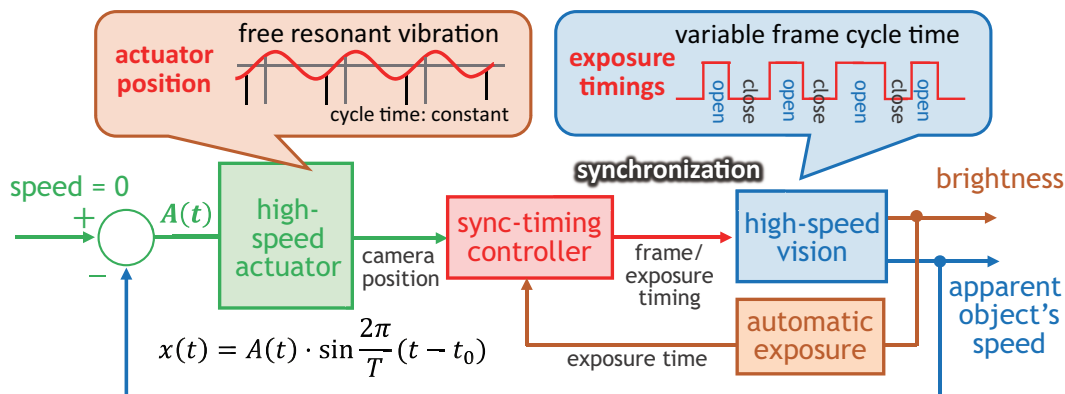 free resonant vibration
actuator
position
cycle time: constant
variable frame cycle time
exposure
timings
open
close
open
close
open
close
open
synchronization
speed = 0
+
−
A(t)
high-
speed
actuator
camera
position
sync-timing
controller
frame/
exposure
timing
high-speed
vision
brightness
apparent
object's
speed
automatic
exposure
exposure time
x(t) = A(t) · sin 2π/T (t − t₀)